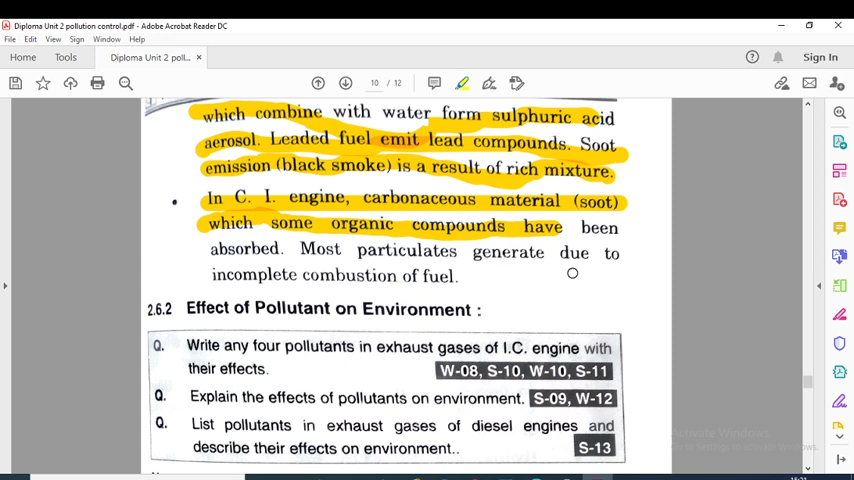 Diploma Unit 2 pollution control.pdf - Adobe Acrobat Reader DC
File Edit View Sign Window Help
Home Tools Diploma Unit 2 poll... × Sign In
10 / 12
which combine with water form sulphuric acid
aerosol. Leaded fuel emit lead compounds. Soot
emission (black smoke) is a result of rich mixture.
• In C. I. engine, carbonaceous material (soot)
which some organic compounds have been
absorbed. Most particulates generate due to
incomplete combustion of fuel.
2.6.2 Effect of Pollutant on Environment :
Q. Write any four pollutants in exhaust gases of I.C. engine with
their effects. W-08, S-10, W-10, S-11
Q. Explain the effects of pollutants on environment. S-09, W-12
Q. List pollutants in exhaust gases of diesel engines and
describe their effects on environment.. S-13
Activate Windows